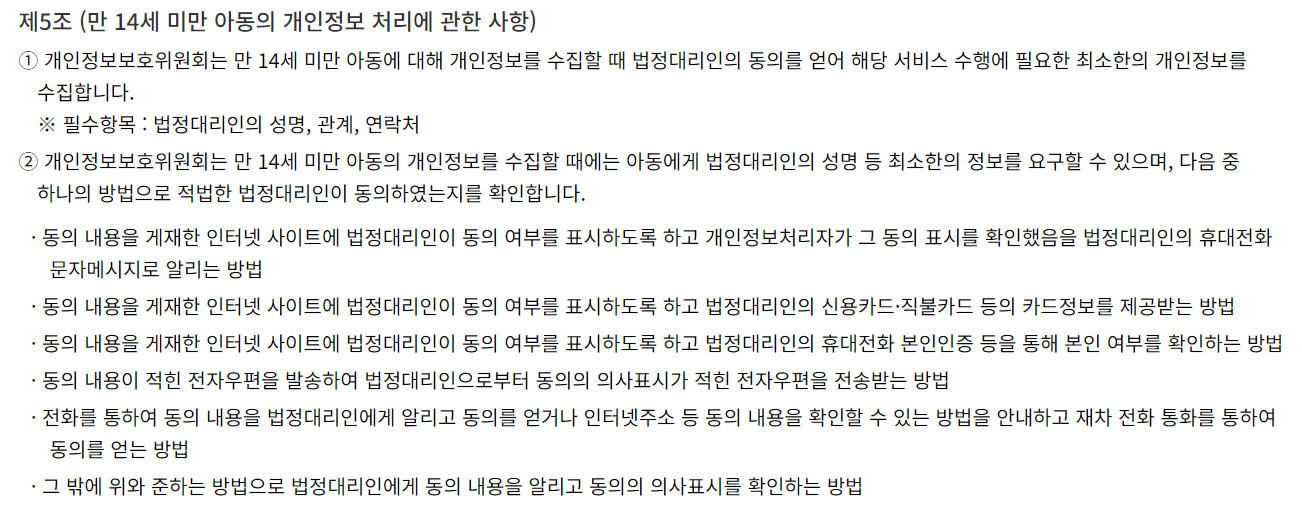 제5조 (만 14세 미만 아동의 개인정보 처리에 관한 사항)
① 개인정보보호위원회는 만 14세 미만 아동에 대해 개인정보를 수집할 때 법정대리인의 동의를 얻어 해당 서비스 수행에 필요한 최소한의 개인정보를
수집합니다.
※ 필수항목 : 법정대리인의 성명, 관계, 연락처
② 개인정보보호위원회는 만 14세 미만 아동의 개인정보를 수집할 때에는 아동에게 법정대리인의 성명 등 최소한의 정보를 요구할 수 있으며, 다음 중
하나의 방법으로 적법한 법정대리인이 동의하였는지를 확인합니다.
· 동의 내용을 게재한 인터넷 사이트에 법정대리인이 동의 여부를 표시하도록 하고 개인정보처리자가 그 동의 표시를 확인했음을 법정대리인의 휴대전화
문자메시지로 알리는 방법
· 동의 내용을 게재한 인터넷 사이트에 법정대리인이 동의 여부를 표시하도록 하고 법정대리인의 신용카드·직불카드 등의 카드정보를 제공받는 방법
· 동의 내용을 게재한 인터넷 사이트에 법정대리인이 동의 여부를 표시하도록 하고 법정대리인의 휴대전화 본인인증 등을 통해 본인 여부를 확인하는 방법
· 동의 내용이 적힌 전자우편을 발송하여 법정대리인으로부터 동의의 의사표시가 적힌 전자우편을 전송받는 방법
· 전화를 통하여 동의 내용을 법정대리인에게 알리고 동의를 얻거나 인터넷주소 등 동의 내용을 확인할 수 있는 방법을 안내하고 재차 전화 통화를 통하여
동의를 얻는 방법
· 그 밖에 위와 준하는 방법으로 법정대리인에게 동의 내용을 알리고 동의의 의사표시를 확인하는 방법